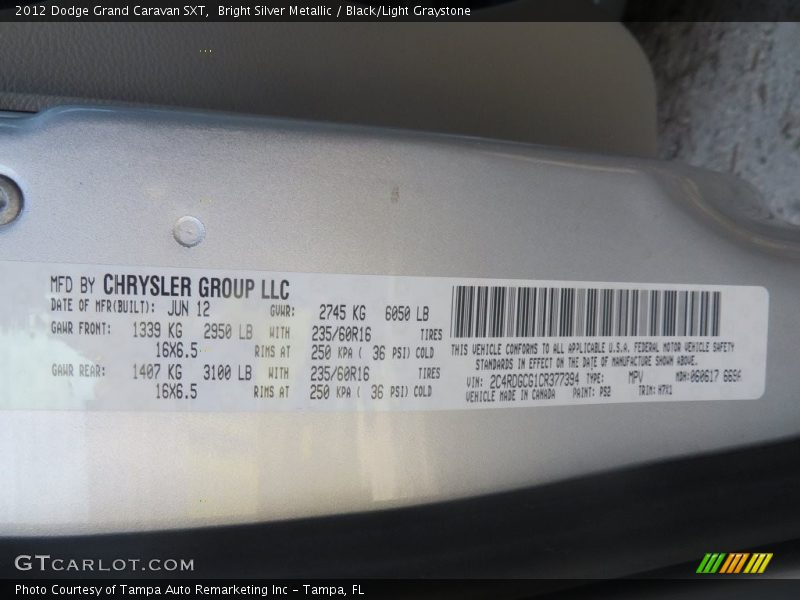 2012 Dodge Grand Caravan SXT,  Bright Silver Metallic / Black/Light Graystone
MFD BY CHRYSLER GROUP LLC
DATE OF MFR(BUILT): JUN 12 GVWR: 2745 KG 6050 LB
GAWR FRONT: 1339 KG 2950 LB WITH 235/60R16 TIRES
16X6.5 RIMS AT 250 KPA ( 36 PSI) COLD
GAWR REAR: 1407 KG 3100 LB WITH 235/60R16 TIRES
16X6.5 RIMS AT 250 KPA ( 36 PSI) COLD
THIS VEHICLE CONFORMS TO ALL APPLICABLE U.S.A. FEDERAL MOTOR VEHICLE SAFETY
STANDARDS IN EFFECT ON THE DATE OF MANUFACTURE SHOWN ABOVE.
VIN: 2C4RDGCG1CR377394 TYPE: MPV MDH: 060617
VEHICLE MADE IN CANADA PAINT: PS2 TRIM: H7X1
GTCARLOT.COM
Photo Courtesy of Tampa Auto Remarketing Inc - Tampa, FL